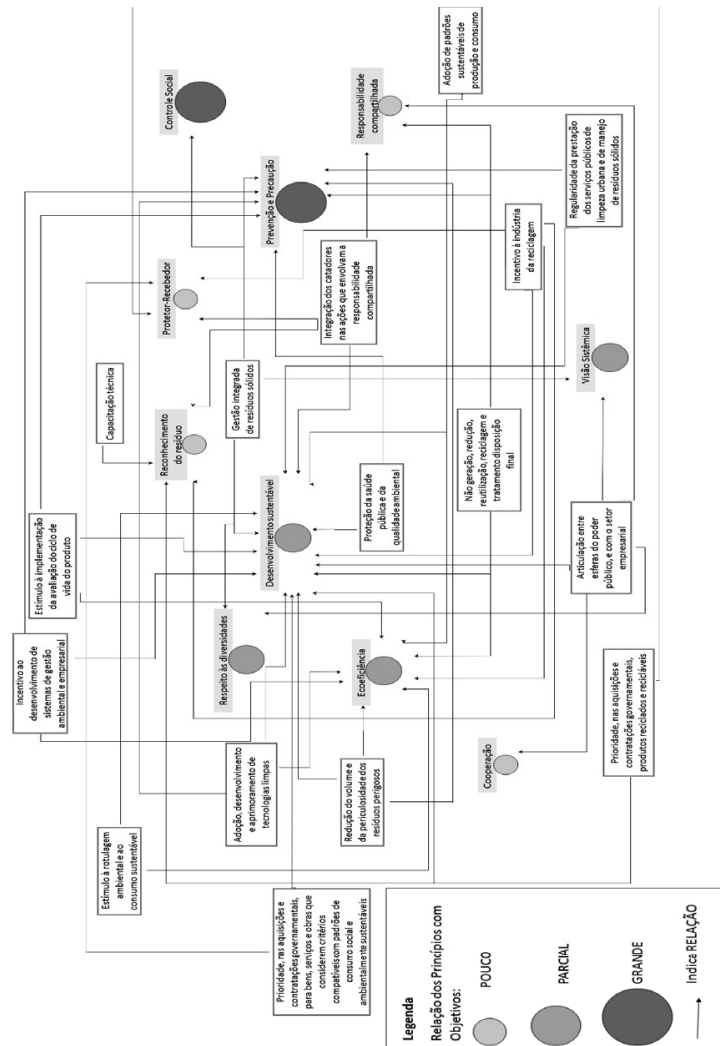 Prioridade, nas aquisições e
contratações governamentais,
para bens, serviços e obras que
considerem critérios
compatíveis com padrões de
consumo social e
ambientalmente sustentáveis
Estímulo à rotulagem
ambiental e ao
consumo sustentável
Incentivo ao
desenvolvimento de
sistemas de gestão
ambiental e empresarial
Estímulo à implementação
da avaliação do ciclo de
vida do produto
Capacitação técnica
Protetor-Recebedor
Controle Social
Reconhecimento
do resíduo
Prevenção e Precaução
Adoção, desenvolvimento
e aprimoramento de
tecnologias limpas
Respeito às diversidades
Desenvolvimento sustentável
Gestão integrada
de resíduos sólidos
Integração dos catadores
nas ações que envolvam a
responsabilidade
compartilhada
Responsabilidade
compartilhada
Adoção de padrões
sustentáveis de
produção e consumo
Redução do volume e
da periculosidade dos
resíduos perigosos
Ecoeficiência
Proteção da saúde
pública e da
qualidade ambiental
Não geração, redução,
reutilização, reciclagem e
tratamento disposição
final
Incentivo à indústria
da reciclagem
Regularidade da prestação
dos serviços públicos de
limpeza urbana e de manejo
de resíduos sólidos
Cooperação
Articulação entre
esferas do poder
público, e com o setor
empresarial
Visão Sistêmica
Prioridade, nas aquisições e
contratações governamentais,
produtos reciclados e recicláveis
Legenda
Relação dos Princípios com
Objetivos:
POUCO
PARCIAL
GRANDE
Indica RELAÇÃO